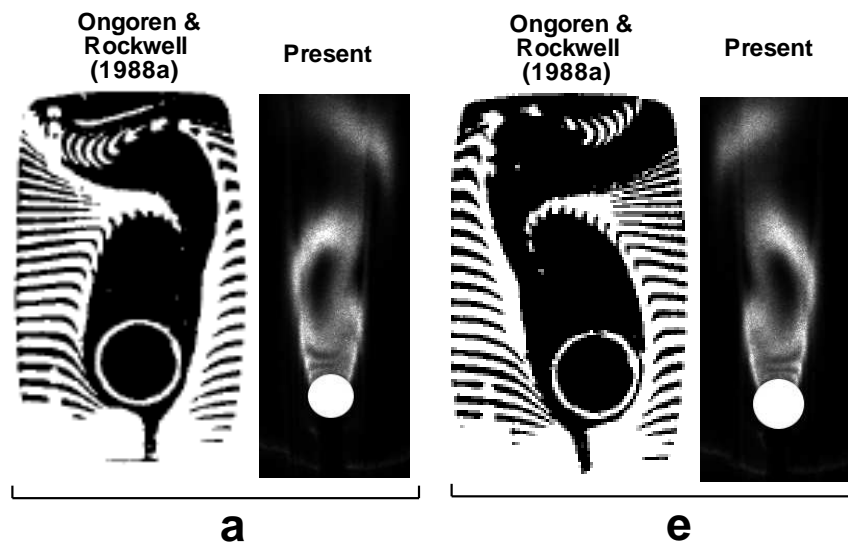 Ongoren &
Rockwell
(1988a)
Present
Ongoren &
Rockwell
(1988a)
Present
a
e